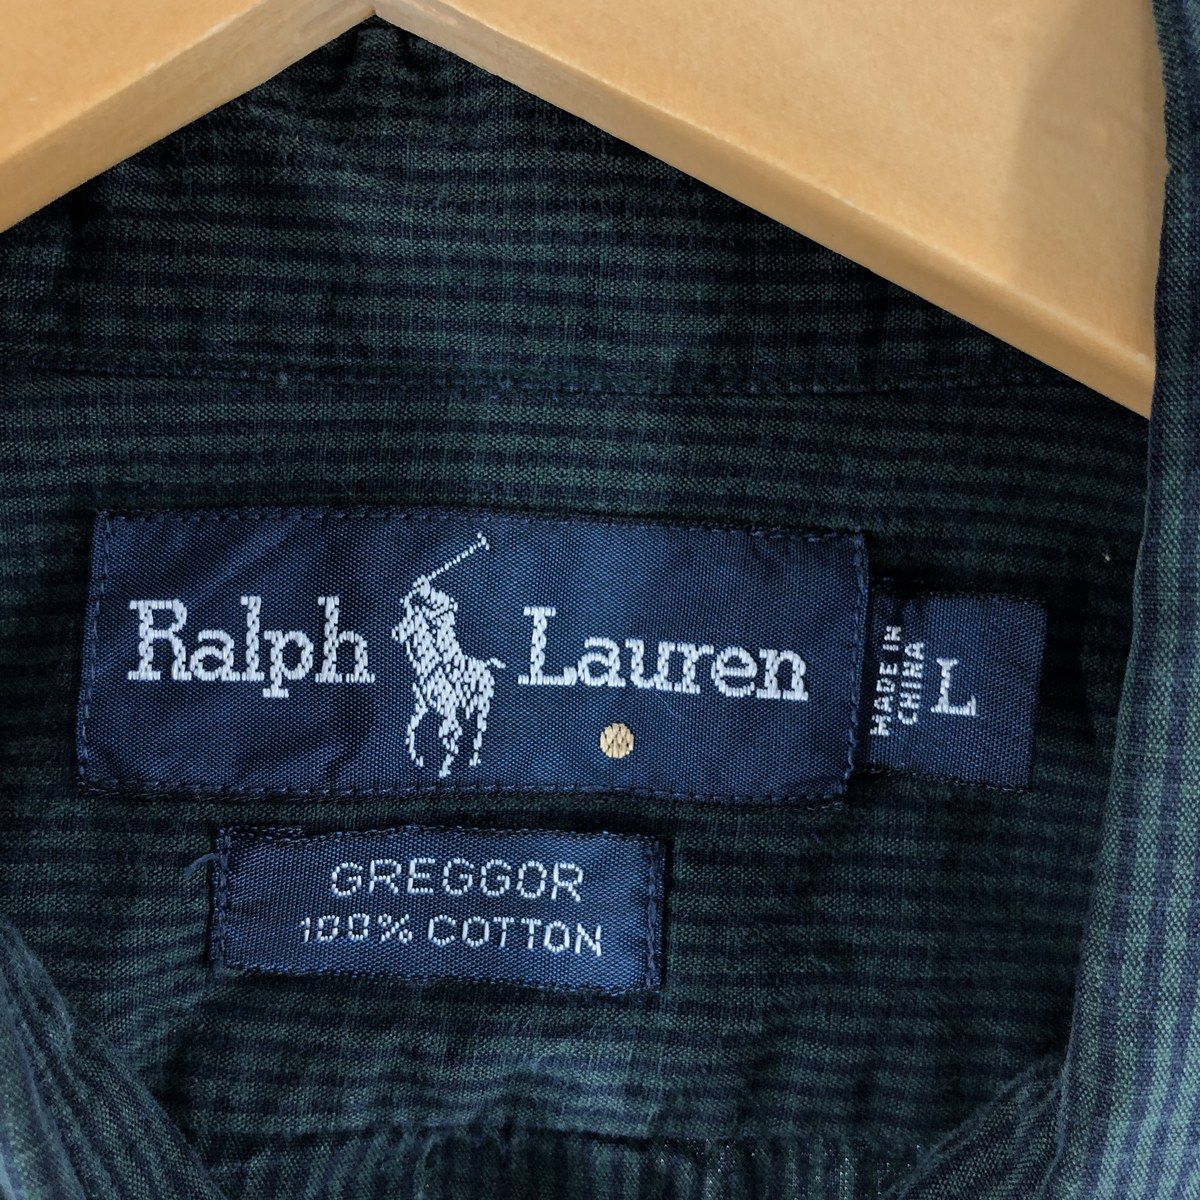 Ralph Lauren
MADE IN
CHINA
L
GREGGOR
100% COTTON